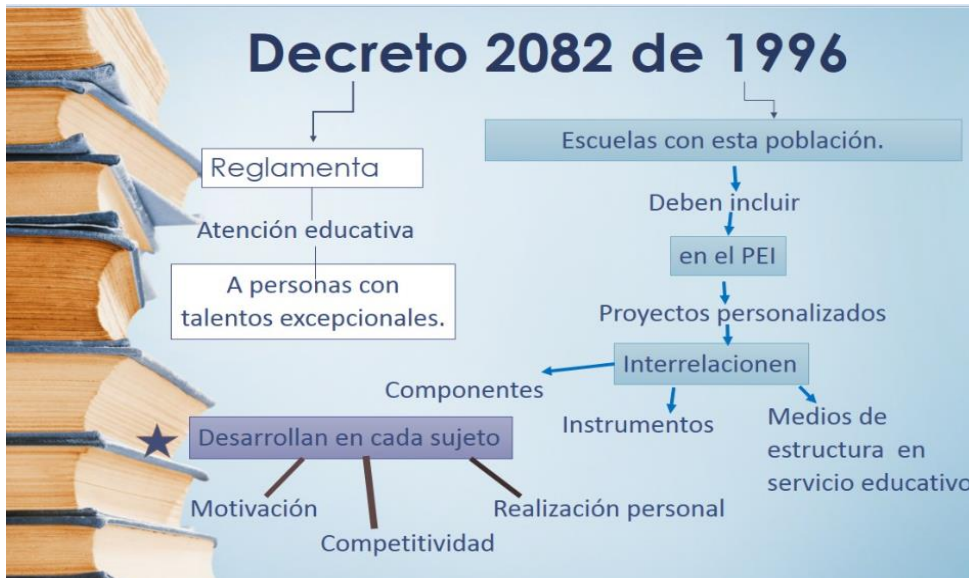 Decreto 2082 de 1996
Reglamenta
Atención educativa
A personas con
talentos excepcionales.
Escuelas con esta población.
Deben incluir
en el PEI
Proyectos personalizados
Interrelacionen
Componentes
Instrumentos
Medios de
estructura en
servicio educativo
Desarrollan en cada sujeto
Motivación
Competitividad
Realización personal